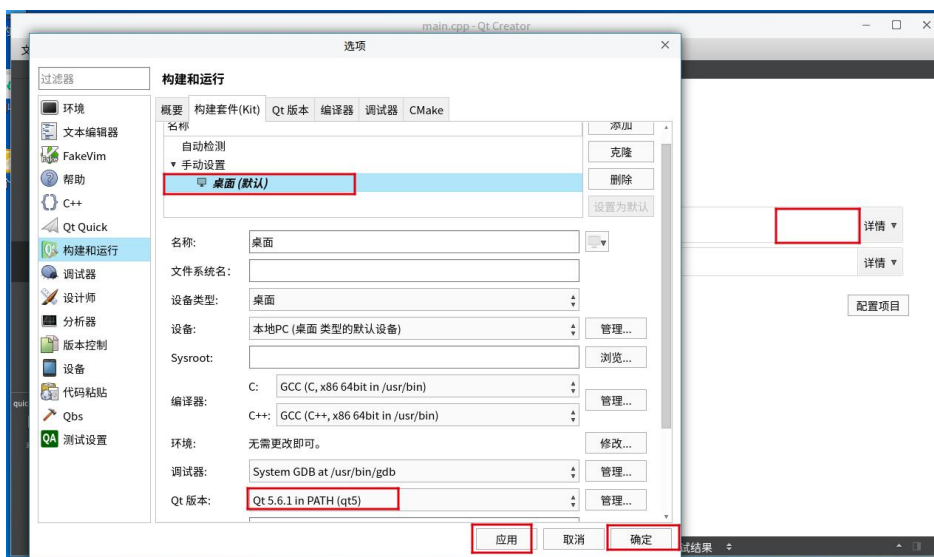 main.cpp - Qt Creator
选项
过滤器
环境
文本编辑器
FakeVim
帮助
C++
Qt Quick
构建和运行
调试器
设计师
分析器
版本控制
设备
代码粘贴
Qbs
测试设置
构建和运行
概要 构建套件(Kit) Qt 版本 编译器 调试器 CMake
名称
自动检测
手动设置
桌面 (默认)
添加
克隆
删除
设置为默认
名称: 桌面
文件系统名:
设备类型: 桌面
设备: 本地PC (桌面 类型的默认设备) 管理...
Sysroot: 浏览...
编译器: C: GCC (C, x86 64bit in /usr/bin)
C++: GCC (C++, x86 64bit in /usr/bin) 管理...
环境: 无需更改即可。 修改...
调试器: System GDB at /usr/bin/gdb 管理...
Qt 版本: Qt 5.6.1 in PATH (qt5) 管理...
应用 取消 确定
详情
详情
配置项目
quic
试结果